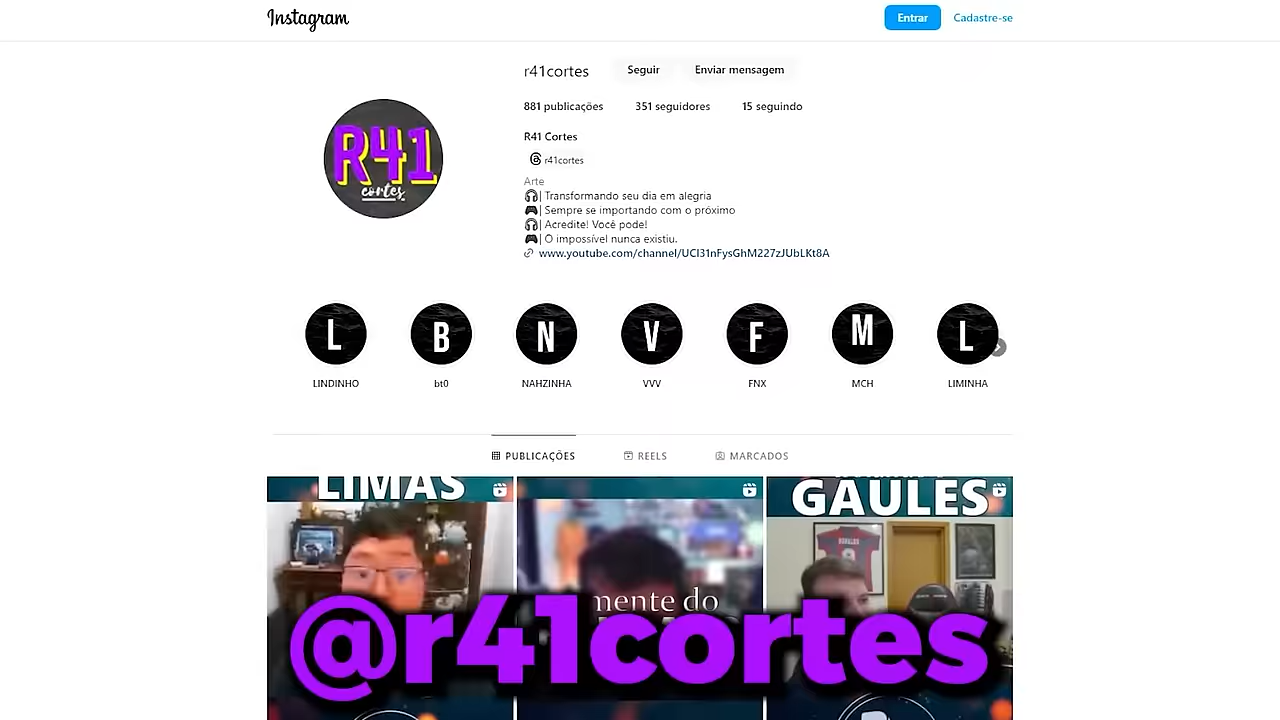 Instagram
Entrar
Cadastre-se
r41cortes
Seguir
Enviar mensagem
881 publicações
351 seguidores
15 seguindo
R41 Cortes
r41cortes
Arte
| Transformando seu dia em alegria
| Sempre se importando com o próximo
| Acredite! Você pode!
| O impossível nunca existiu.
www.youtube.com/channel/UCl31nFysGhM227zJUbLKt8A
R41
cortes
L
B
N
V
F
M
L
LINDINHO
bt0
NAHZINHA
VVV
FNX
MCH
LIMINHA
PUBLICAÇÕES
REELS
MARCADOS
LIMAS
GAULES
mente do
@r41cortes